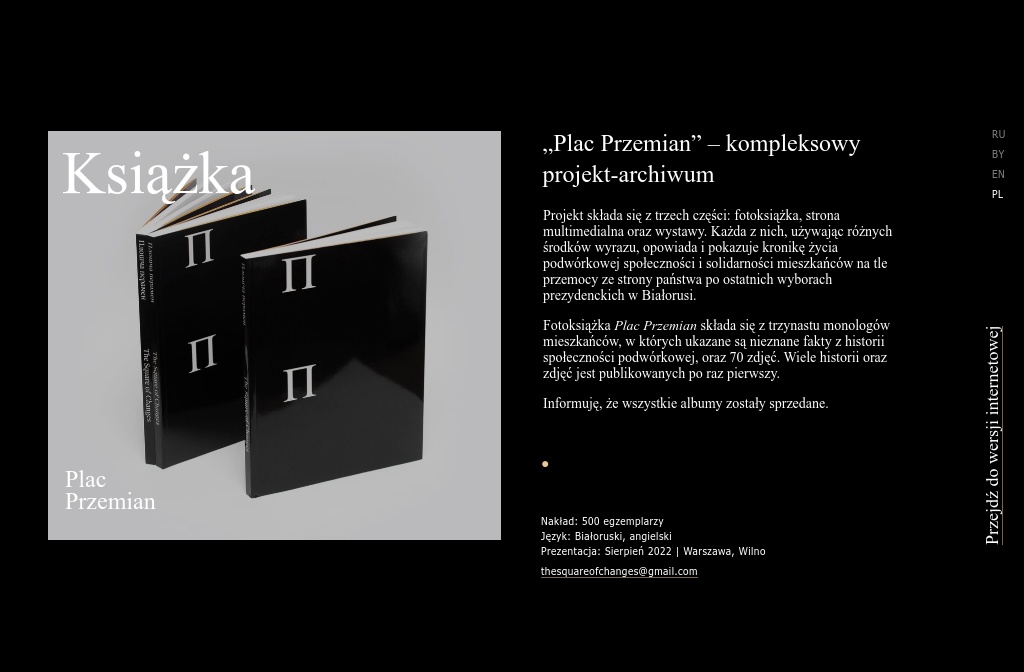 Książka
П
П
П
П
The Square of Changes
The Square of Changes
Plac
Przemian
„Plac Przemian” – kompleksowy
projekt-archiwum
Projekt składa się z trzech części: fotoksiążka, strona
multimedialna oraz wystawy. Każda z nich, używając różnych
środków wyrazu, opowiada i pokazuje kronikę życia
podwórkowej społeczności i solidarności mieszkańców na tle
przemocy ze strony państwa po ostatnich wyborach
prezydenckich w Białorusi.
Fotoksiążka Plac Przemian składa się z trzynastu monologów
mieszkańców, w których ukazane są nieznane fakty z historii
społeczności podwórkowej, oraz 70 zdjęć. Wiele historii oraz
zdjęć jest publikowanych po raz pierwszy.
Informuję, że wszystkie albumy zostały sprzedane.
Nakład: 500 egzemplarzy
Język: Białoruski, angielski
Prezentacja: Sierpień 2022 | Warszawa, Wilno
thesquareofchanges@gmail.com
RU
BY
EN
PL
Przejdź do wersji internetowej